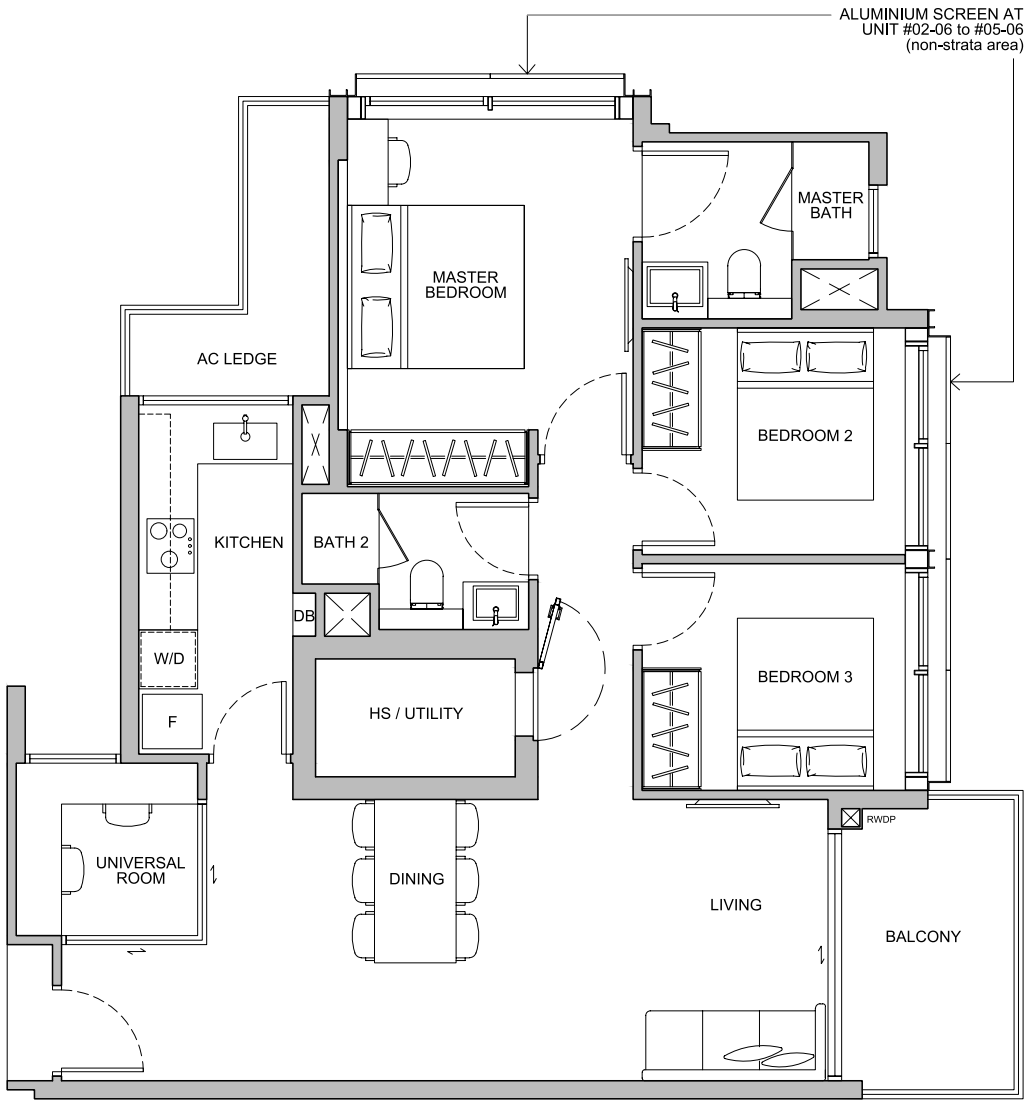 ALUMINIUM SCREEN AT
UNIT #02-06 to #05-06
(non-strata area)
MASTER
BATH
MASTER
BEDROOM
AC LEDGE
BEDROOM 2
KITCHEN
BATH 2
DB
W/D
BEDROOM 3
F
HS / UTILITY
RWDP
UNIVERSAL
ROOM
DINING
LIVING
BALCONY